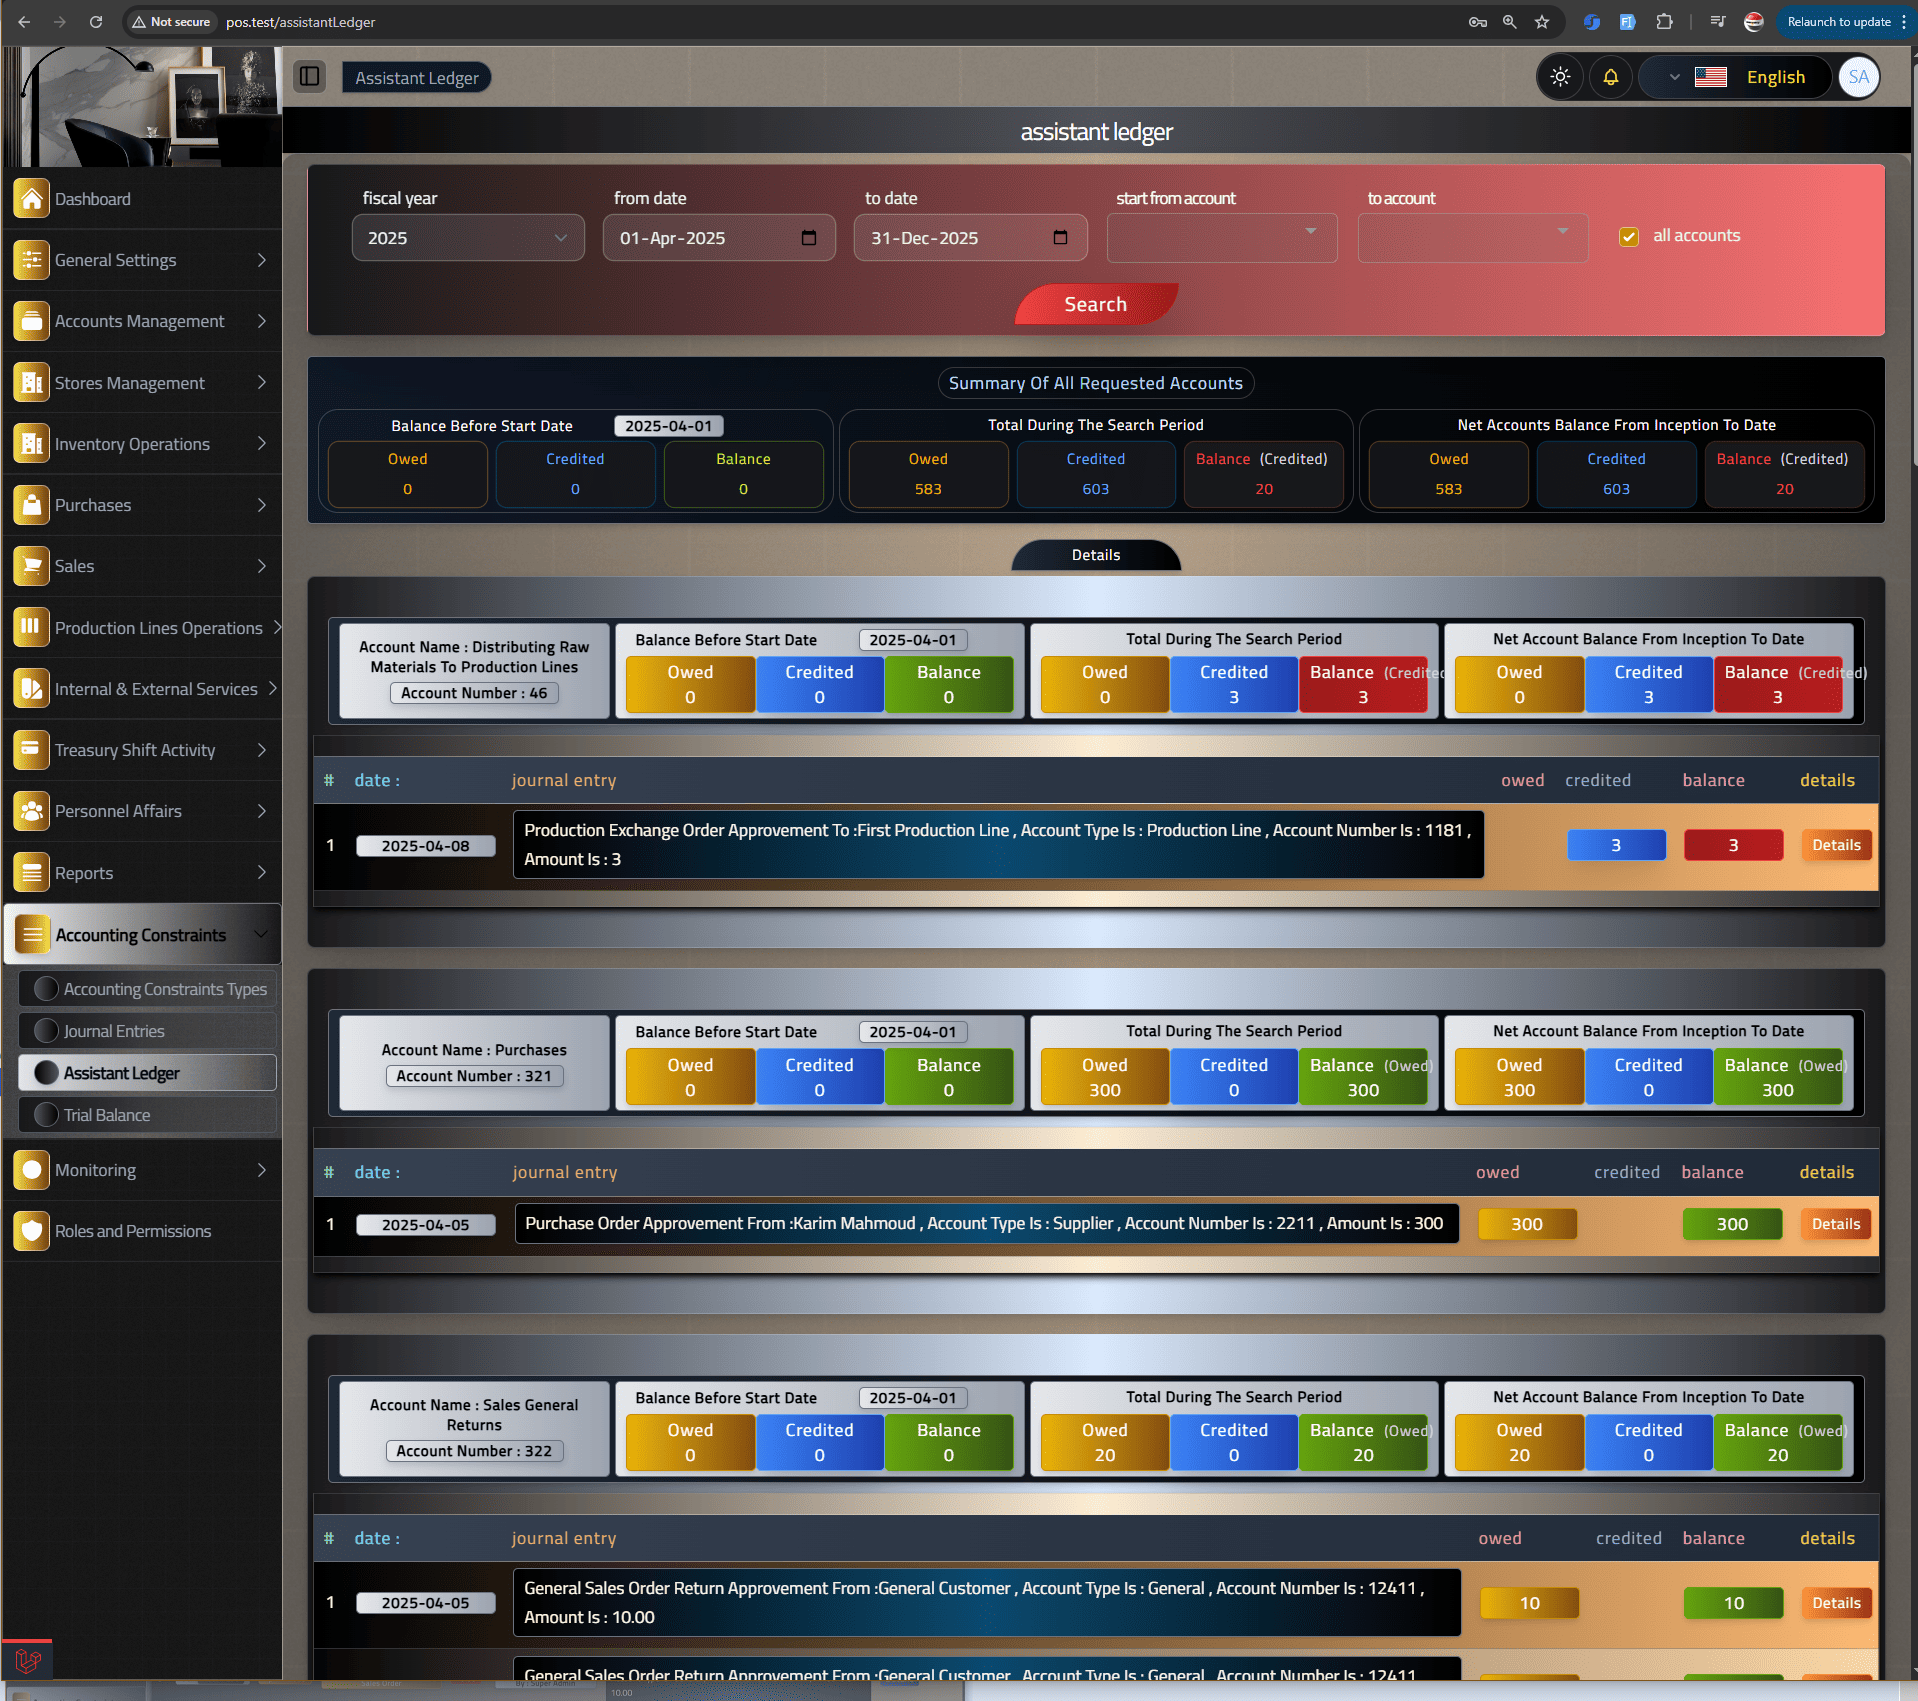 Not secure
pos.test/assistantLedger
Relaunch to update
Assistant Ledger
English
SA
assistant ledger
Dashboard
General Settings
Accounts Management
Stores Management
Inventory Operations
Purchases
Sales
Production Lines Operations
Internal & External Services
Treasury Shift Activity
Personnel Affairs
Reports
Accounting Constraints
Accounting Constraints Types
Journal Entries
Assistant Ledger
Trial Balance
Monitoring
Roles and Permissions
fiscal year from date to date start from account to account
2025 01-Apr-2025 31-Dec-2025 all accounts
Search
Summary Of All Requested Accounts
Balance Before Start Date 2025-04-01 Total During The Search Period Net Accounts Balance From Inception To Date
Owed Credited Balance Owed Credited Balance (Credited) Owed Credited Balance (Credited)
0 0 0 583 603 20 583 603 20
Details
Account Name : Distributing Raw
Materials To Production Lines
Account Number : 46
Balance Before Start Date 2025-04-01 Total During The Search Period Net Account Balance From Inception To Date
Owed Credited Balance Owed Credited Balance (Credited Owed Credited Balance (Credited)
0 0 0 0 3 3 0 3 3
# date : journal entry owed credited balance details
1 2025-04-08 Production Exchange Order Approvement To :First Production Line , Account Type Is : Production Line , Account Number Is : 1181 ,
Amount Is : 3
3 3 Details
Account Name : Purchases
Account Number : 321
Balance Before Start Date 2025-04-01 Total During The Search Period Net Account Balance From Inception To Date
Owed Credited Balance Owed Credited Balance (Owed) Owed Credited Balance (Owed)
0 0 0 300 0 300 300 0 300
# date : journal entry owed credited balance details
1 2025-04-05 Purchase Order Approvement From :Karim Mahmoud , Account Type Is : Supplier , Account Number Is : 2211 , Amount Is : 300 300 300 Details
Account Name : Sales General
Returns
Account Number : 322
Balance Before Start Date 2025-04-01 Total During The Search Period Net Account Balance From Inception To Date
Owed Credited Balance Owed Credited Balance (Owed) Owed Credited Balance (Owed)
0 0 0 20 0 20 20 0 20
# date : journal entry owed credited balance details
1 2025-04-05 General Sales Order Return Approvement From :General Customer , Account Type Is : General , Account Number Is : 12411 ,
Amount Is : 10.00
10 10 Details
General Sales Order Return Approvement From :General Customer , Account Type Is : General , Account Number Is : 12411